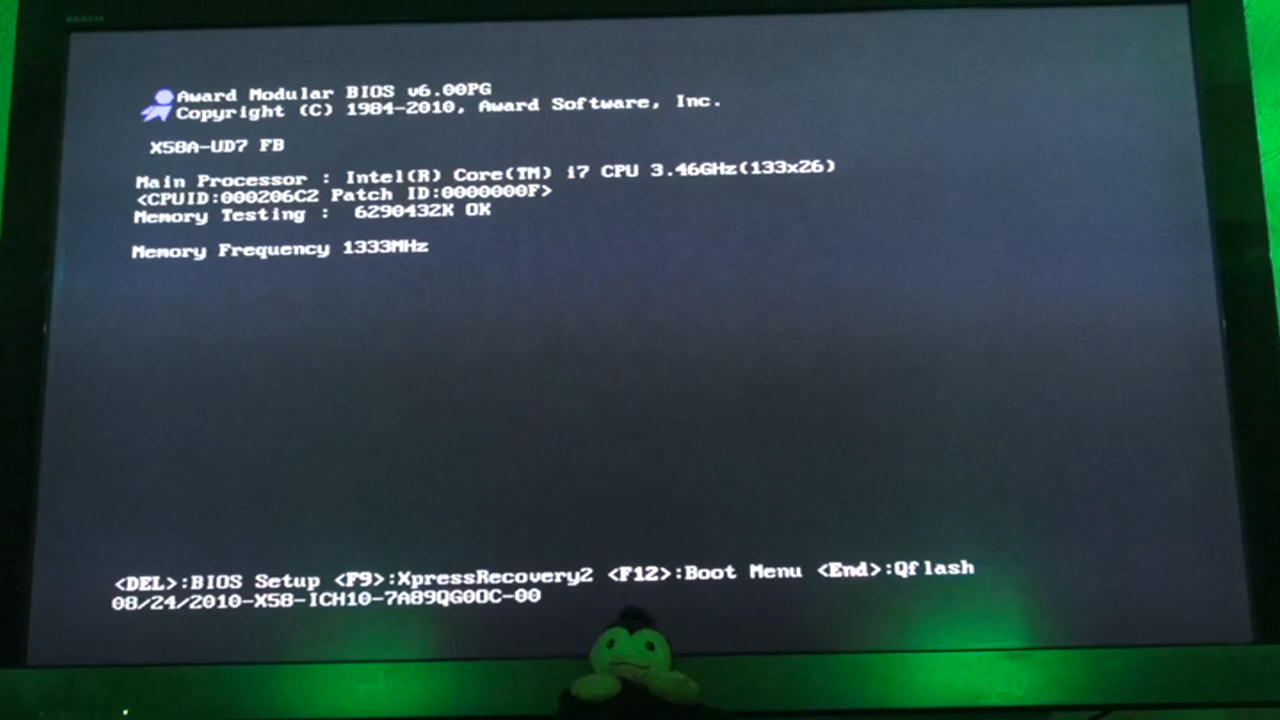 BRAVIA
Award Modular BIOS v6.00PG
Copyright (C) 1984-2010, Award Software, Inc.
X58A-UD7 FB
Main Processor : Intel(R) Core(TM) i7 CPU 3.46GHz(133x26)
<CPUID:000206C2 Patch ID:0000000F>
Memory Testing : 6290432K OK
Memory Frequency 1333MHz
<DEL>:BIOS Setup <F9>:XpressRecovery2 <F12>:Boot Menu <End>:Qflash
08/24/2010-X58-ICH10-7A89QG0DC-00